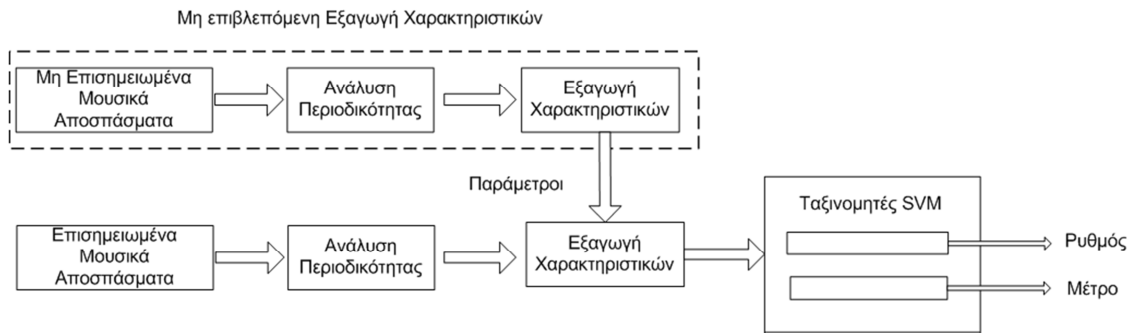 Μη επιβλεπόμενη Εξαγωγή Χαρακτηριστικών
Μη Επισημειωμένα
Μουσικά
Αποσπάσματα
Ανάλυση
Περιοδικότητας
Εξαγωγή
Χαρακτηριστικών
Παράμετροι
Επισημειωμένα
Μουσικά
Αποσπάσματα
Ανάλυση
Περιοδικότητας
Εξαγωγή
Χαρακτηριστικών
Ταξινομητές SVM
Ρυθμός
Μέτρο